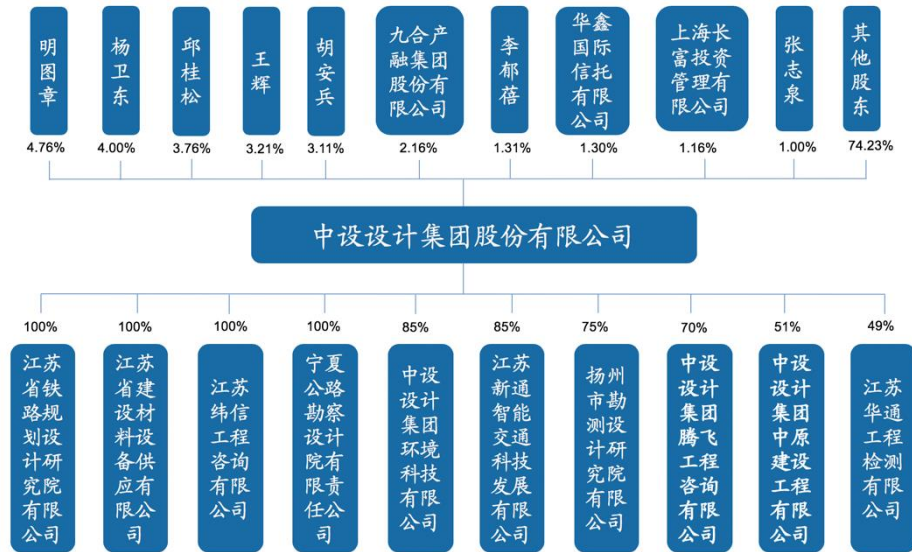 明图章
杨卫东
邱桂松
王辉
胡安兵
九合产
融集团
股份有
限公司
李郁蓓
华鑫
国际
信托
有限
公司
上海长
富投资
管理有
限公司
张志泉
其他股东
4.76%
4.00%
3.76%
3.21%
3.11%
2.16%
1.31%
1.30%
1.16%
1.00%
74.23%
中设设计集团股份有限公司
100%
100%
100%
100%
85%
85%
75%
70%
51%
49%
江苏
省铁
路规
划设
计研
究院
有限
公司
江苏
省建
设材
料设
备供
应有
限公
司
江苏
纬信
工程
咨询
有限
公司
宁夏
公路
勘察
设计
院有
限责
任公
司
中设
设计
集团
环境
科技
有限
公司
江苏
新通
智能
交通
科技
发展
有限
公司
扬州
市勘
测设
计研
究院
有限
公司
中设
设计
集团
腾飞
工程
咨询
有限
公司
中设
设计
集团
中原
建设
工程
有限
公司
江苏
华通
工程
检测
有限
公司